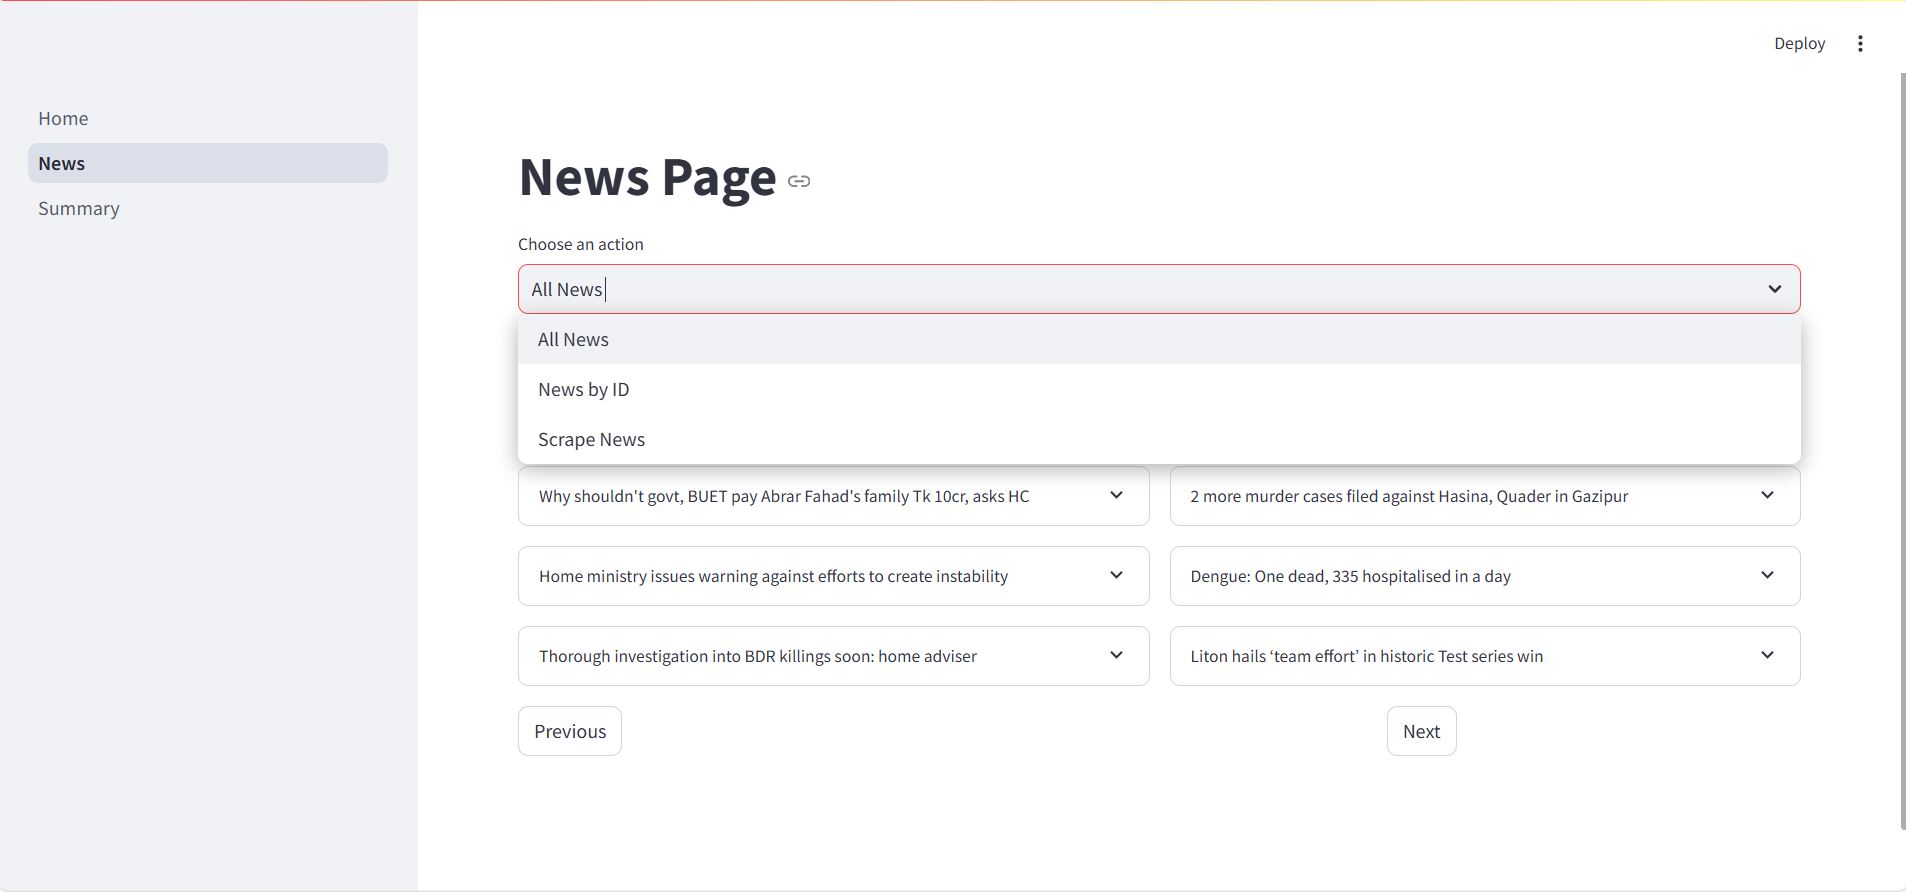 Deploy
Home
News
Summary
News Page
Choose an action
All News
All News
News by ID
Scrape News
Why shouldn't govt, BUET pay Abrar Fahad's family Tk 10cr, asks HC
2 more murder cases filed against Hasina, Quader in Gazipur
Home ministry issues warning against efforts to create instability
Dengue: One dead, 335 hospitalised in a day
Thorough investigation into BDR killings soon: home adviser
Liton hails ‘team effort’ in historic Test series win
Previous
Next